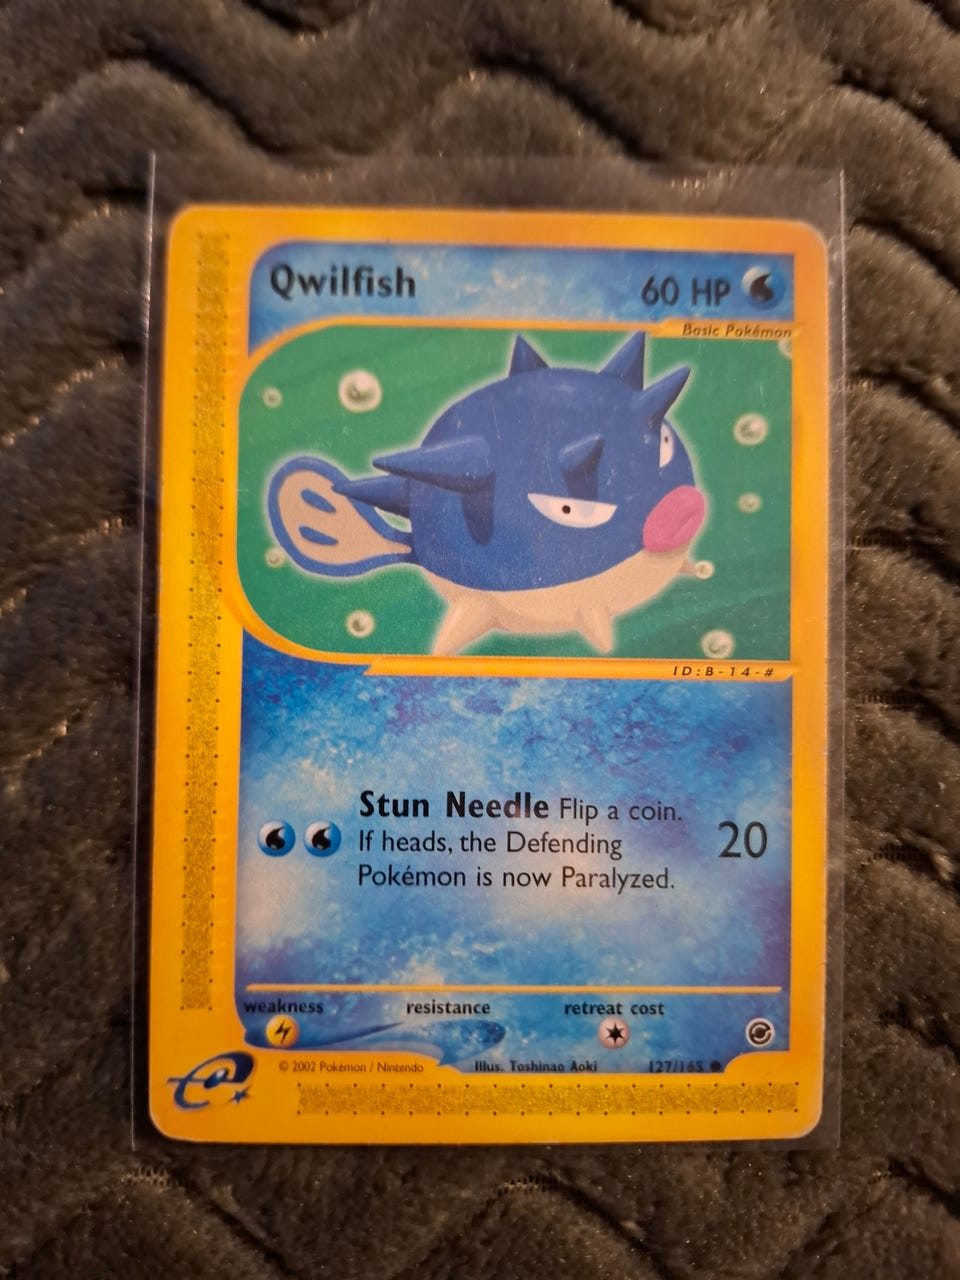 Qwilfish 60 HP
Basic Pokémon
ID:B-14-#
Stun Needle Flip a coin.
If heads, the Defending
Pokémon is now Paralyzed.
20
weakness resistance retreat cost
e
© 2002 Pokémon / Nintendo Illus. Toshinao Aoki 127/165